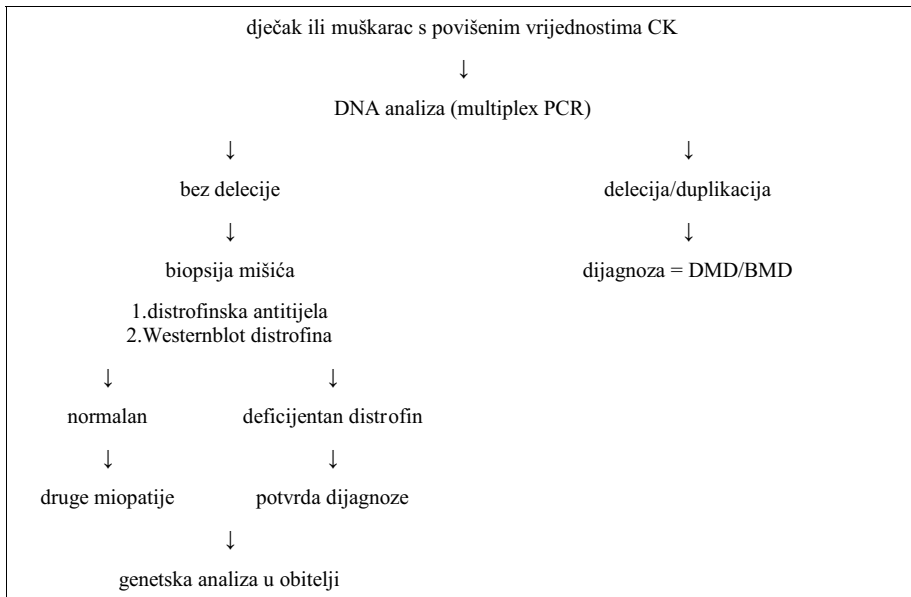 dječak ili muškarac s povišenim vrijednostima CK
↓
DNA analiza (multiplex PCR)
↓ ↓
bez delecije delecija/duplikacija
↓ ↓
biopsija mišića dijagnoza = DMD/BMD
1.distrofinska antitijela
2.Westernblot distrofina
↓ ↓
normalan deficijentan distrofin
↓ ↓
druge miopatije potvrda dijagnoze
↓
genetska analiza u obitelji